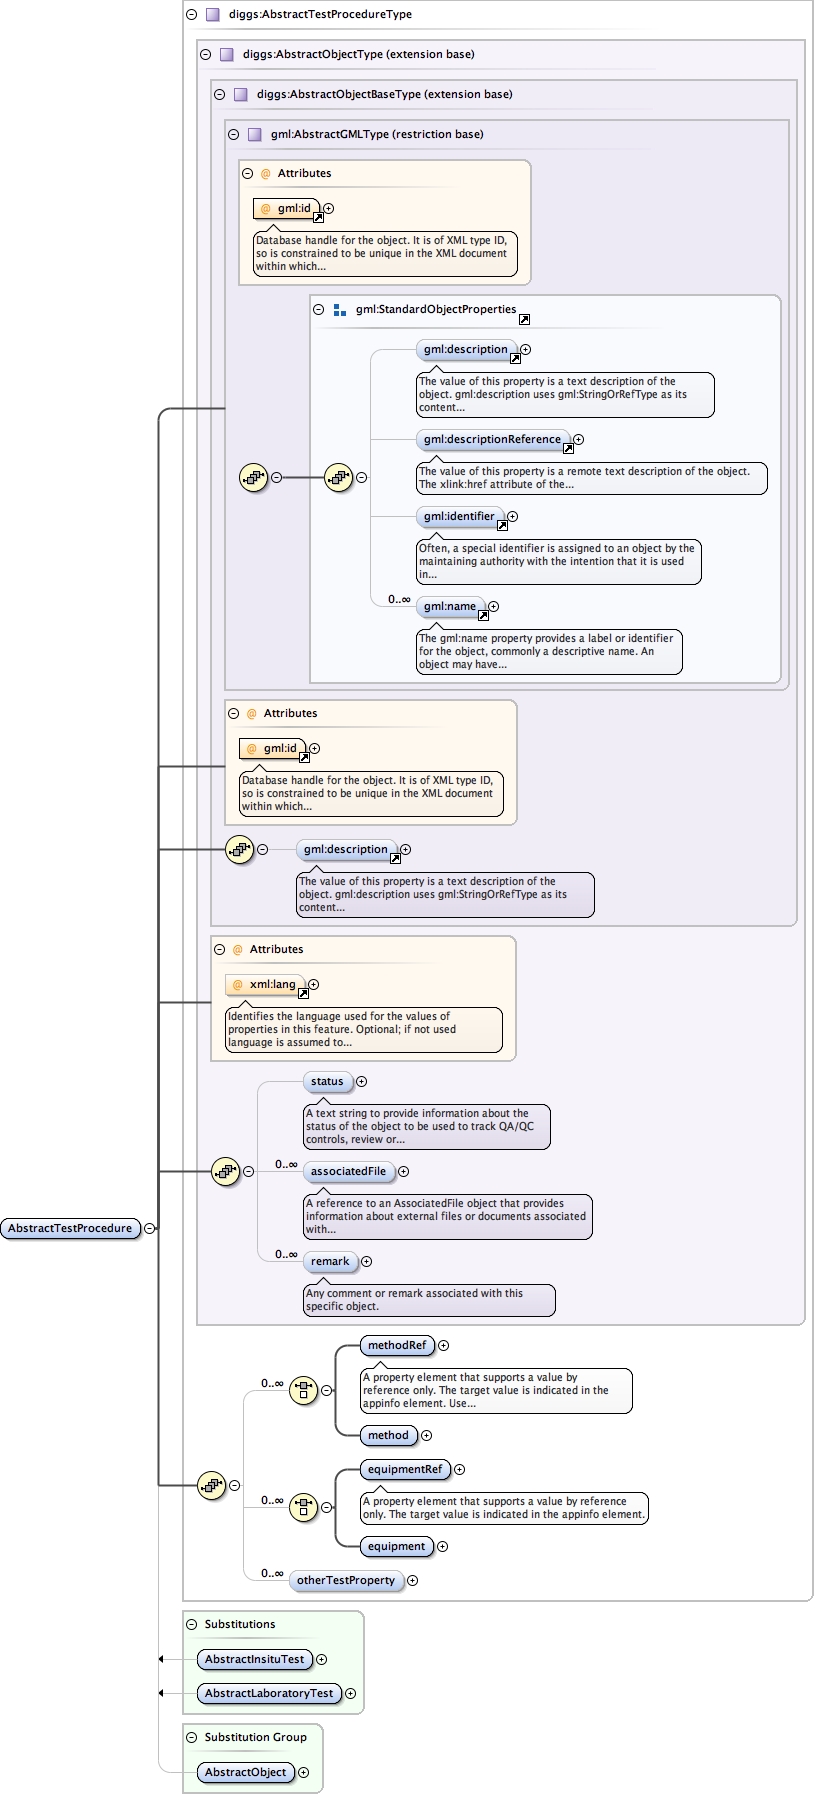 diggs:AbstractTestProcedureType
diggs:AbstractObjectType (extension base)
diggs:AbstractObjectBaseType (extension base)
gml:AbstractGMLType (restriction base)
@ Attributes
@ gml:id
Database handle for the object. It is of XML type ID,
so is constrained to be unique in the XML document
within which...
gml:StandardObjectProperties
gml:description
The value of this property is a text description of the
object. gml:description uses gml:StringOrRefType as its
content...
gml:descriptionReference
The value of this property is a remote text description of the object.
The xlink:href attribute of the...
gml:identifier
Often, a special identifier is assigned to an object by the
maintaining authority with the intention that it is used
in...
0..∞ gml:name
The gml:name property provides a label or identifier
for the object, commonly a descriptive name. An
object may have...
@ Attributes
@ gml:id
Database handle for the object. It is of XML type ID,
so is constrained to be unique in the XML document
within which...
gml:description
The value of this property is a text description of the
object. gml:description uses gml:StringOrRefType as its
content...
@ Attributes
@ xml:lang
Identifies the language used for the values of
properties in this feature. Optional; if not used
language is assumed to...
status
A text string to provide information about the
status of the object to be used to track QA/QC
controls, review or...
0..∞ associatedFile
A reference to an AssociatedFile object that provides
information about external files or documents associated
with...
AbstractTestProcedure
0..∞ remark
Any comment or remark associated with this
specific object.
methodRef
0..∞
A property element that supports a value by
reference only. The target value is indicated in the
appinfo element. Use...
method
equipmentRef
0..∞
A property element that supports a value by reference
only. The target value is indicated in the appinfo element.
equipment
0..∞ otherTestProperty
Substitutions
AbstractInsituTest
AbstractLaboratoryTest
Substitution Group
AbstractObject